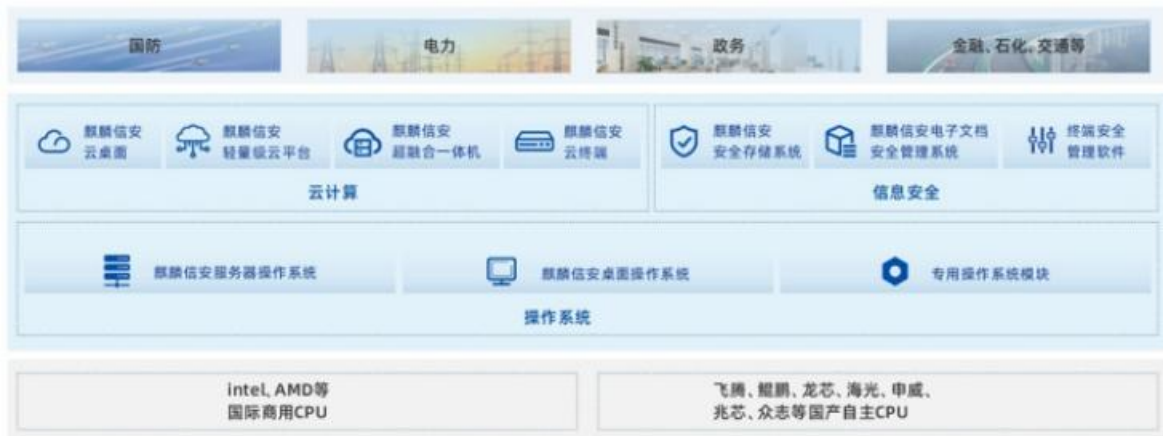 国防
电力
政务
金融、石化、交通等
麒麟信安
云桌面
麒麟信安
轻量级云平台
麒麟信安
超融合一体机
麒麟信安
云终端
云计算
麒麟信安
安全存储系统
麒麟信安电子文档
安全管理系统
终端安全
管理软件
信息安全
麒麟信安服务器操作系统
麒麟信安桌面操作系统
专用操作系统模块
操作系统
intel、AMD等
国际商用CPU
飞腾、鲲鹏、龙芯、海光、申威、
兆芯、众志等国产自主CPU